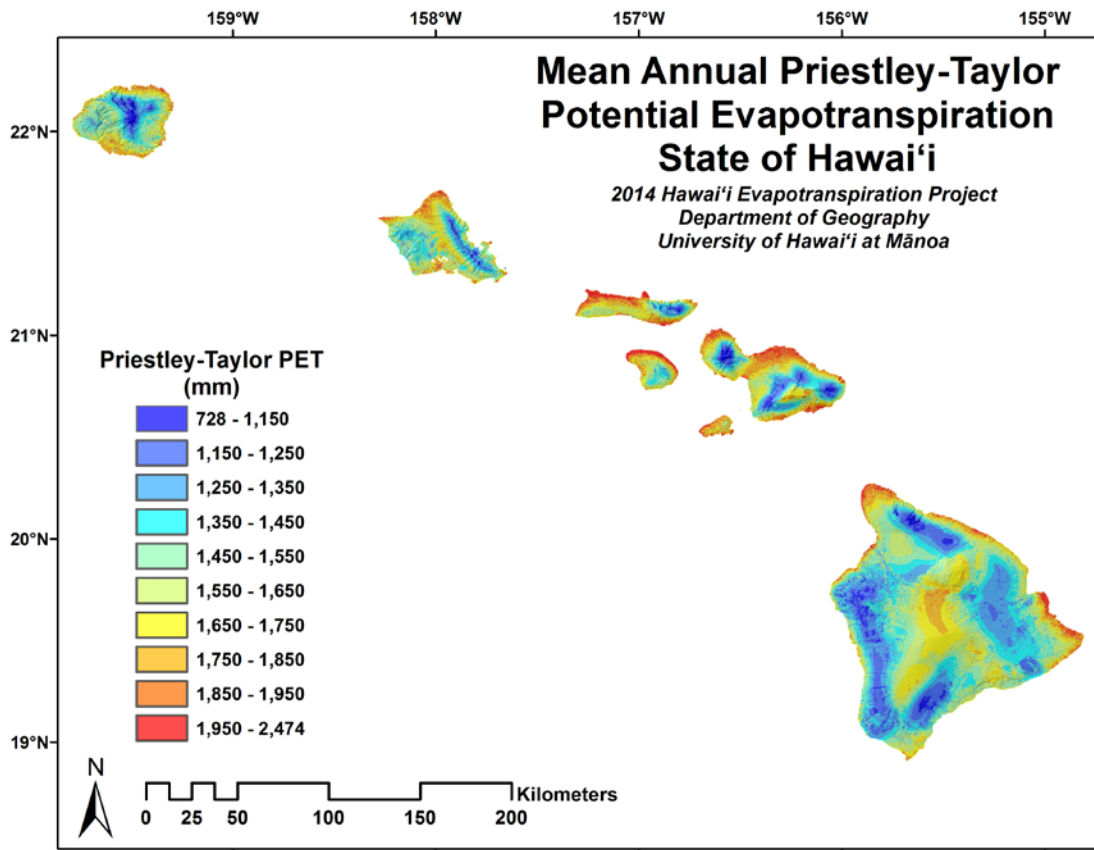 159°W 158°W 157°W 156°W 155°W
Mean Annual Priestley-Taylor
Potential Evapotranspiration
State of Hawai‘i
2014 Hawai‘i Evapotranspiration Project
Department of Geography
University of Hawai‘i at Mānoa
22°N
21°N
20°N
19°N
Priestley-Taylor PET
(mm)
728 - 1,150
1,150 - 1,250
1,250 - 1,350
1,350 - 1,450
1,450 - 1,550
1,550 - 1,650
1,650 - 1,750
1,750 - 1,850
1,850 - 1,950
1,950 - 2,474
N
Kilometers
0 25 50 100 150 200